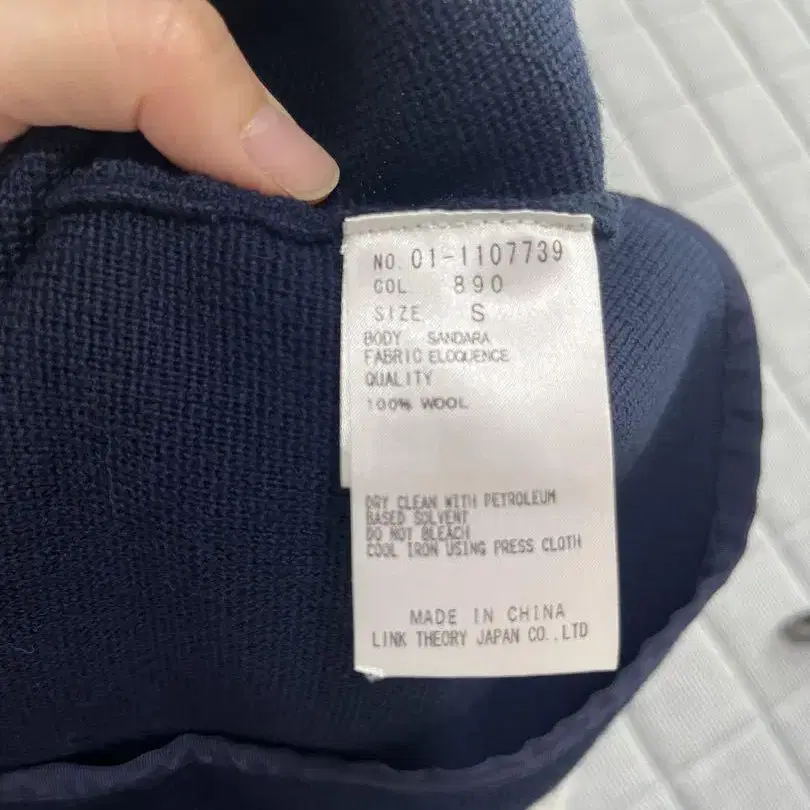 NO. 01-1107739
COL 890
SIZE S
BODY SANDARA
FABRIC ELOQUENCE
QUALITY
100% WOOL
DRY CLEAN WITH PETROLEUM
BASED SOLVENT
DO NOT BLEACH
COOL IRON USING PRESS CLOTH
MADE IN CHINA
LINK THEORY JAPAN CO.,LTD